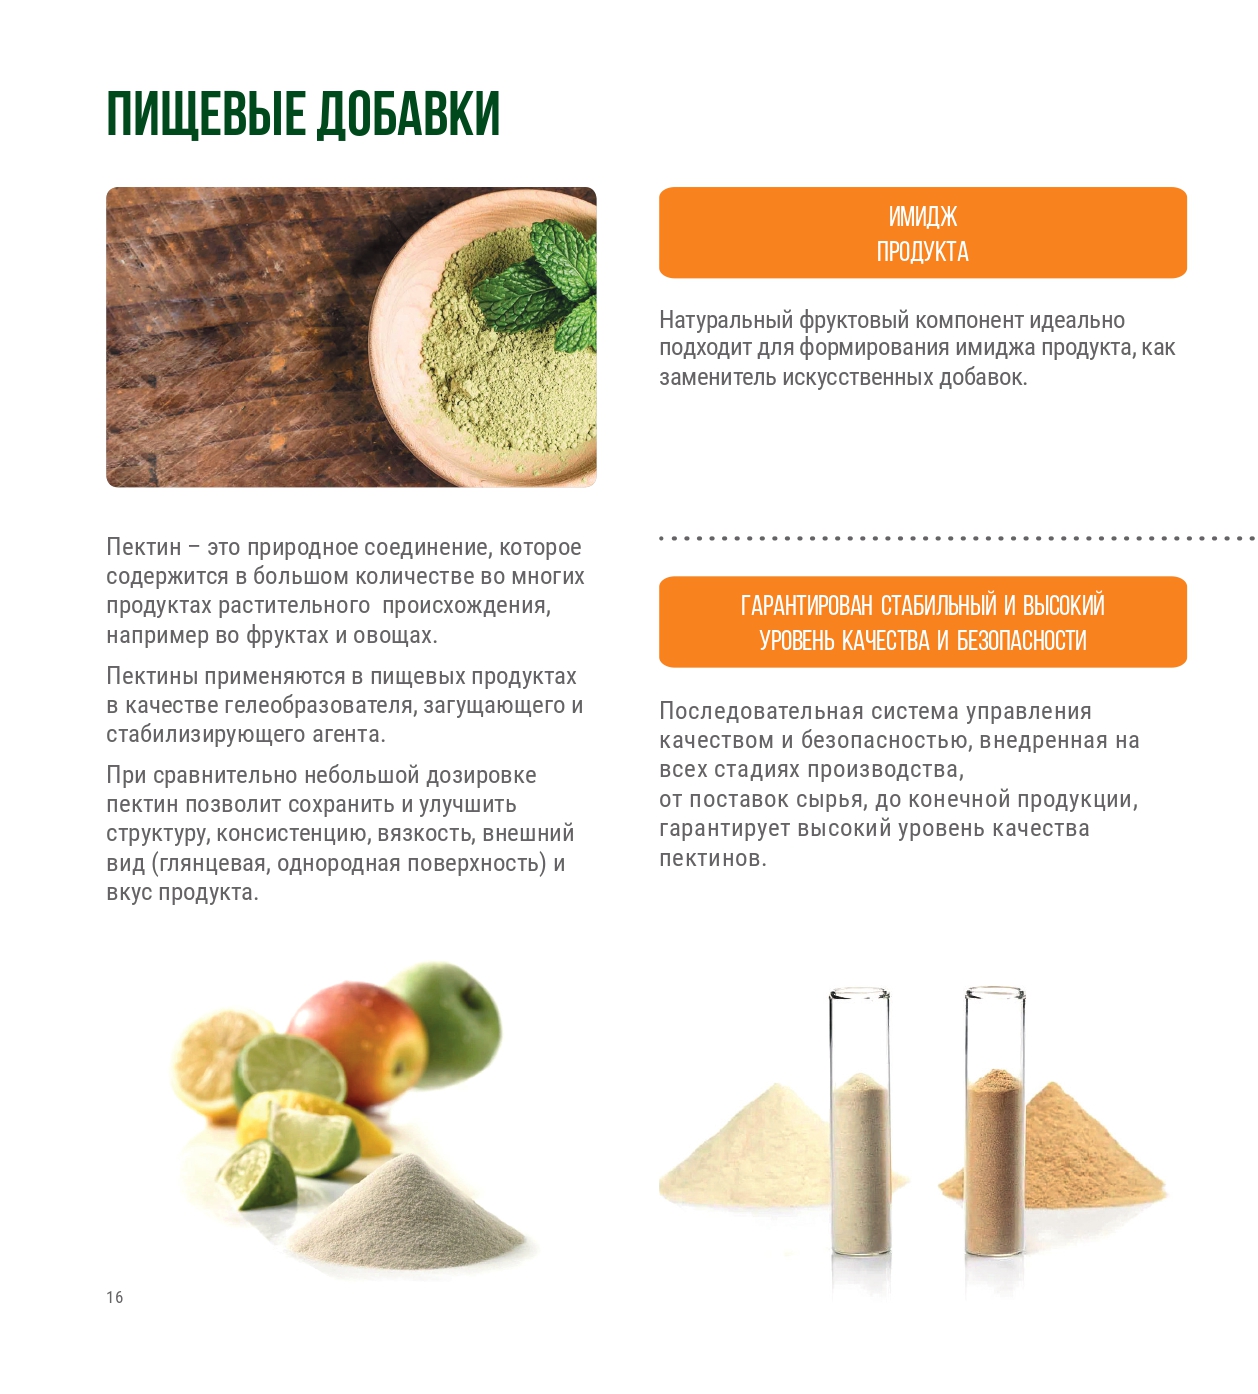 ПИЩЕВЫЕ ДОБАВКИ
Пектин – это природное соединение, которое
содержится в большом количестве во многих
продуктах растительного происхождения,
например во фруктах и овощах.
Пектины применяются в пищевых продуктах
в качестве гелеобразователя, загущающего и
стабилизирующего агента.
При сравнительно небольшой дозировке
пектин позволит сохранить и улучшить
структуру, консистенцию, вязкость, внешний
вид (глянцевая, однородная поверхность) и
вкус продукта.
ИМИДЖ
ПРОДУКТА
Натуральный фруктовый компонент идеально
подходит для формирования имиджа продукта, как
заменитель искусственных добавок.
ГАРАНТИРОВАН СТАБИЛЬНЫЙ И ВЫСОКИЙ
УРОВЕНЬ КАЧЕСТВА И БЕЗОПАСНОСТИ
Последовательная система управления
качеством и безопасностью, внедренная на
всех стадиях производства,
от поставок сырья, до конечной продукции,
гарантирует высокий уровень качества
пектинов.
16